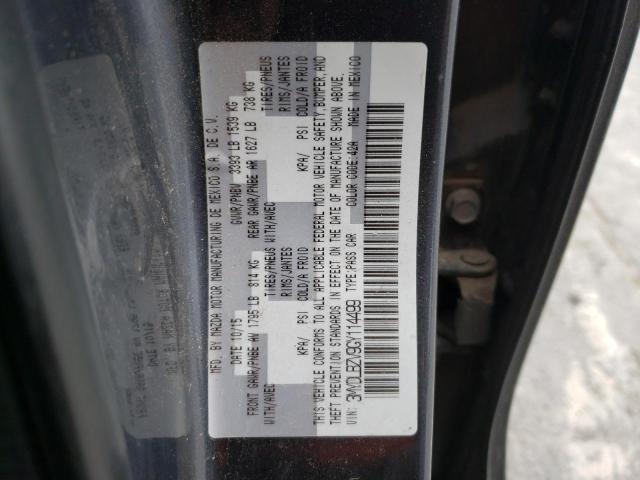 MFD. BY MAZDA MOTOR MANUFACTURING DE MEXICO S.A. DE C.V.
DATE 10/15 GVWR/PNBV 3393 LB 1539 KG
FRONT GAWR/PNBE AV 1795 LB 814 KG REAR GAWR/PNBE AR 1627 LB 738 KG
WITH/AVEC TIRES/PNEUS WITH/AVEC TIRES/PNEUS
RIMS/JANTES RIMS/JANTES
KPA/ PSI COLD/A FROID KPA/ PSI COLD/A FROID
THIS VEHICLE CONFORMS TO ALL APPLICABLE FEDERAL MOTOR VEHICLE SAFETY, BUMPER, AND
THEFT PREVENTION STANDARDS IN EFFECT ON THE DATE OF MANUFACTURE SHOWN ABOVE.
VIN: 3MYDLBZV9GY114499 TYPE:PASS CAR COLOR CODE:42A MADE IN MEXICO